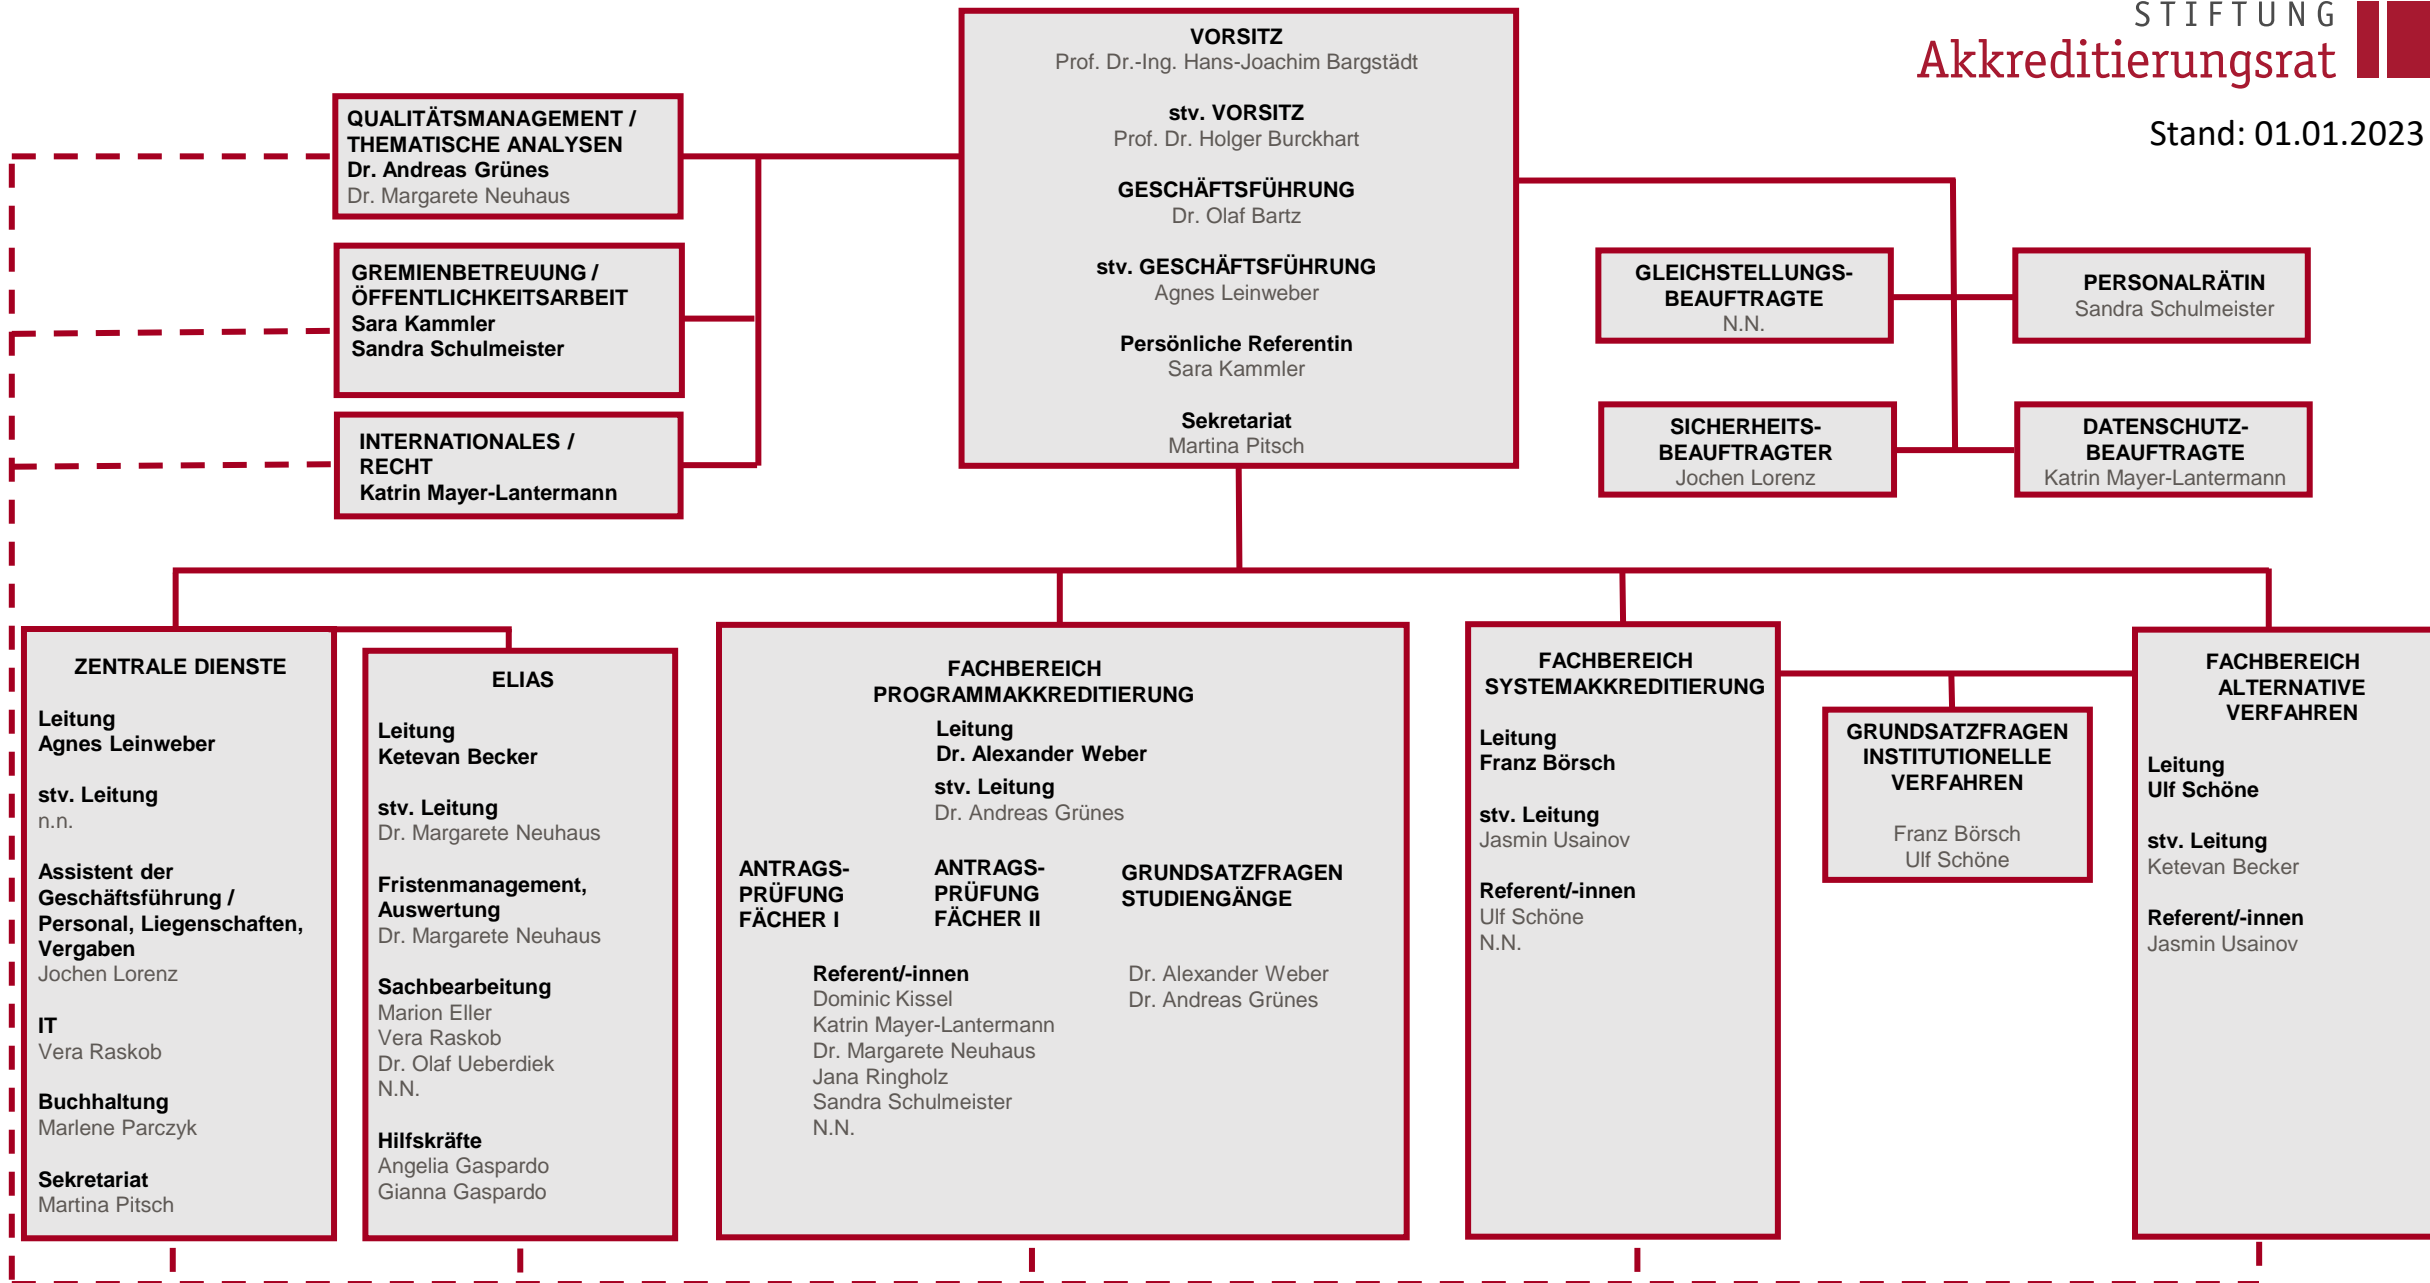 STIFTUNG
Akkreditierungsrat
Stand: 01.01.2023
VORSITZ
Prof. Dr.-Ing. Hans-Joachim Bargstädt
stv. VORSITZ
Prof. Dr. Holger Burckhart
GESCHÄFTSFÜHRUNG
Dr. Olaf Bartz
stv. GESCHÄFTSFÜHRUNG
Agnes Leinweber
Persönliche Referentin
Sara Kammler
Sekretariat
Martina Pitsch
QUALITÄTSMANAGEMENT /
THEMATISCHE ANALYSEN
Dr. Andreas Grünes
Dr. Margarete Neuhaus
GREMIENBETREUUNG /
ÖFFENTLICHKEITSARBEIT
Sara Kammler
Sandra Schulmeister
INTERNATIONALES /
RECHT
Katrin Mayer-Lantermann
GLEICHSTELLUNGS-
BEAUFTRAGTE
N.N.
PERSONALRÄTIN
Sandra Schulmeister
SICHERHEITS-
BEAUFTRAGTER
Jochen Lorenz
DATENSCHUTZ-
BEAUFTRAGTE
Katrin Mayer-Lantermann
ZENTRALE DIENSTE
Leitung
Agnes Leinweber
stv. Leitung
n.n.
Assistent der
Geschäftsführung /
Personal, Liegenschaften,
Vergaben
Jochen Lorenz
IT
Vera Raskob
Buchhaltung
Marlene Parczyk
Sekretariat
Martina Pitsch
ELIAS
Leitung
Ketevan Becker
stv. Leitung
Dr. Margarete Neuhaus
Fristenmanagement,
Auswertung
Dr. Margarete Neuhaus
Sachbearbeitung
Marion Eller
Vera Raskob
Dr. Olaf Ueberdiek
N.N.
Hilfskräfte
Angelia Gaspardo
Gianna Gaspardo
FACHBEREICH
PROGRAMMAKKREDITIERUNG
Leitung
Dr. Alexander Weber
stv. Leitung
Dr. Andreas Grünes
ANTRAGS-
PRÜFUNG
FÄCHER I
ANTRAGS-
PRÜFUNG
FÄCHER II
Referent/-innen
Dominic Kissel
Katrin Mayer-Lantermann
Dr. Margarete Neuhaus
Jana Ringholz
Sandra Schulmeister
N.N.
GRUNDSATZFRAGEN
STUDIENGÄNGE
Dr. Alexander Weber
Dr. Andreas Grünes
FACHBEREICH
SYSTEMAKKREDITIERUNG
Leitung
Franz Börsch
stv. Leitung
Jasmin Usainov
Referent/-innen
Ulf Schöne
N.N.
GRUNDSATZFRAGEN
INSTITUTIONELLE
VERFAHREN
Franz Börsch
Ulf Schöne
FACHBEREICH
ALTERNATIVE
VERFAHREN
Leitung
Ulf Schöne
stv. Leitung
Ketevan Becker
Referent/-innen
Jasmin Usainov